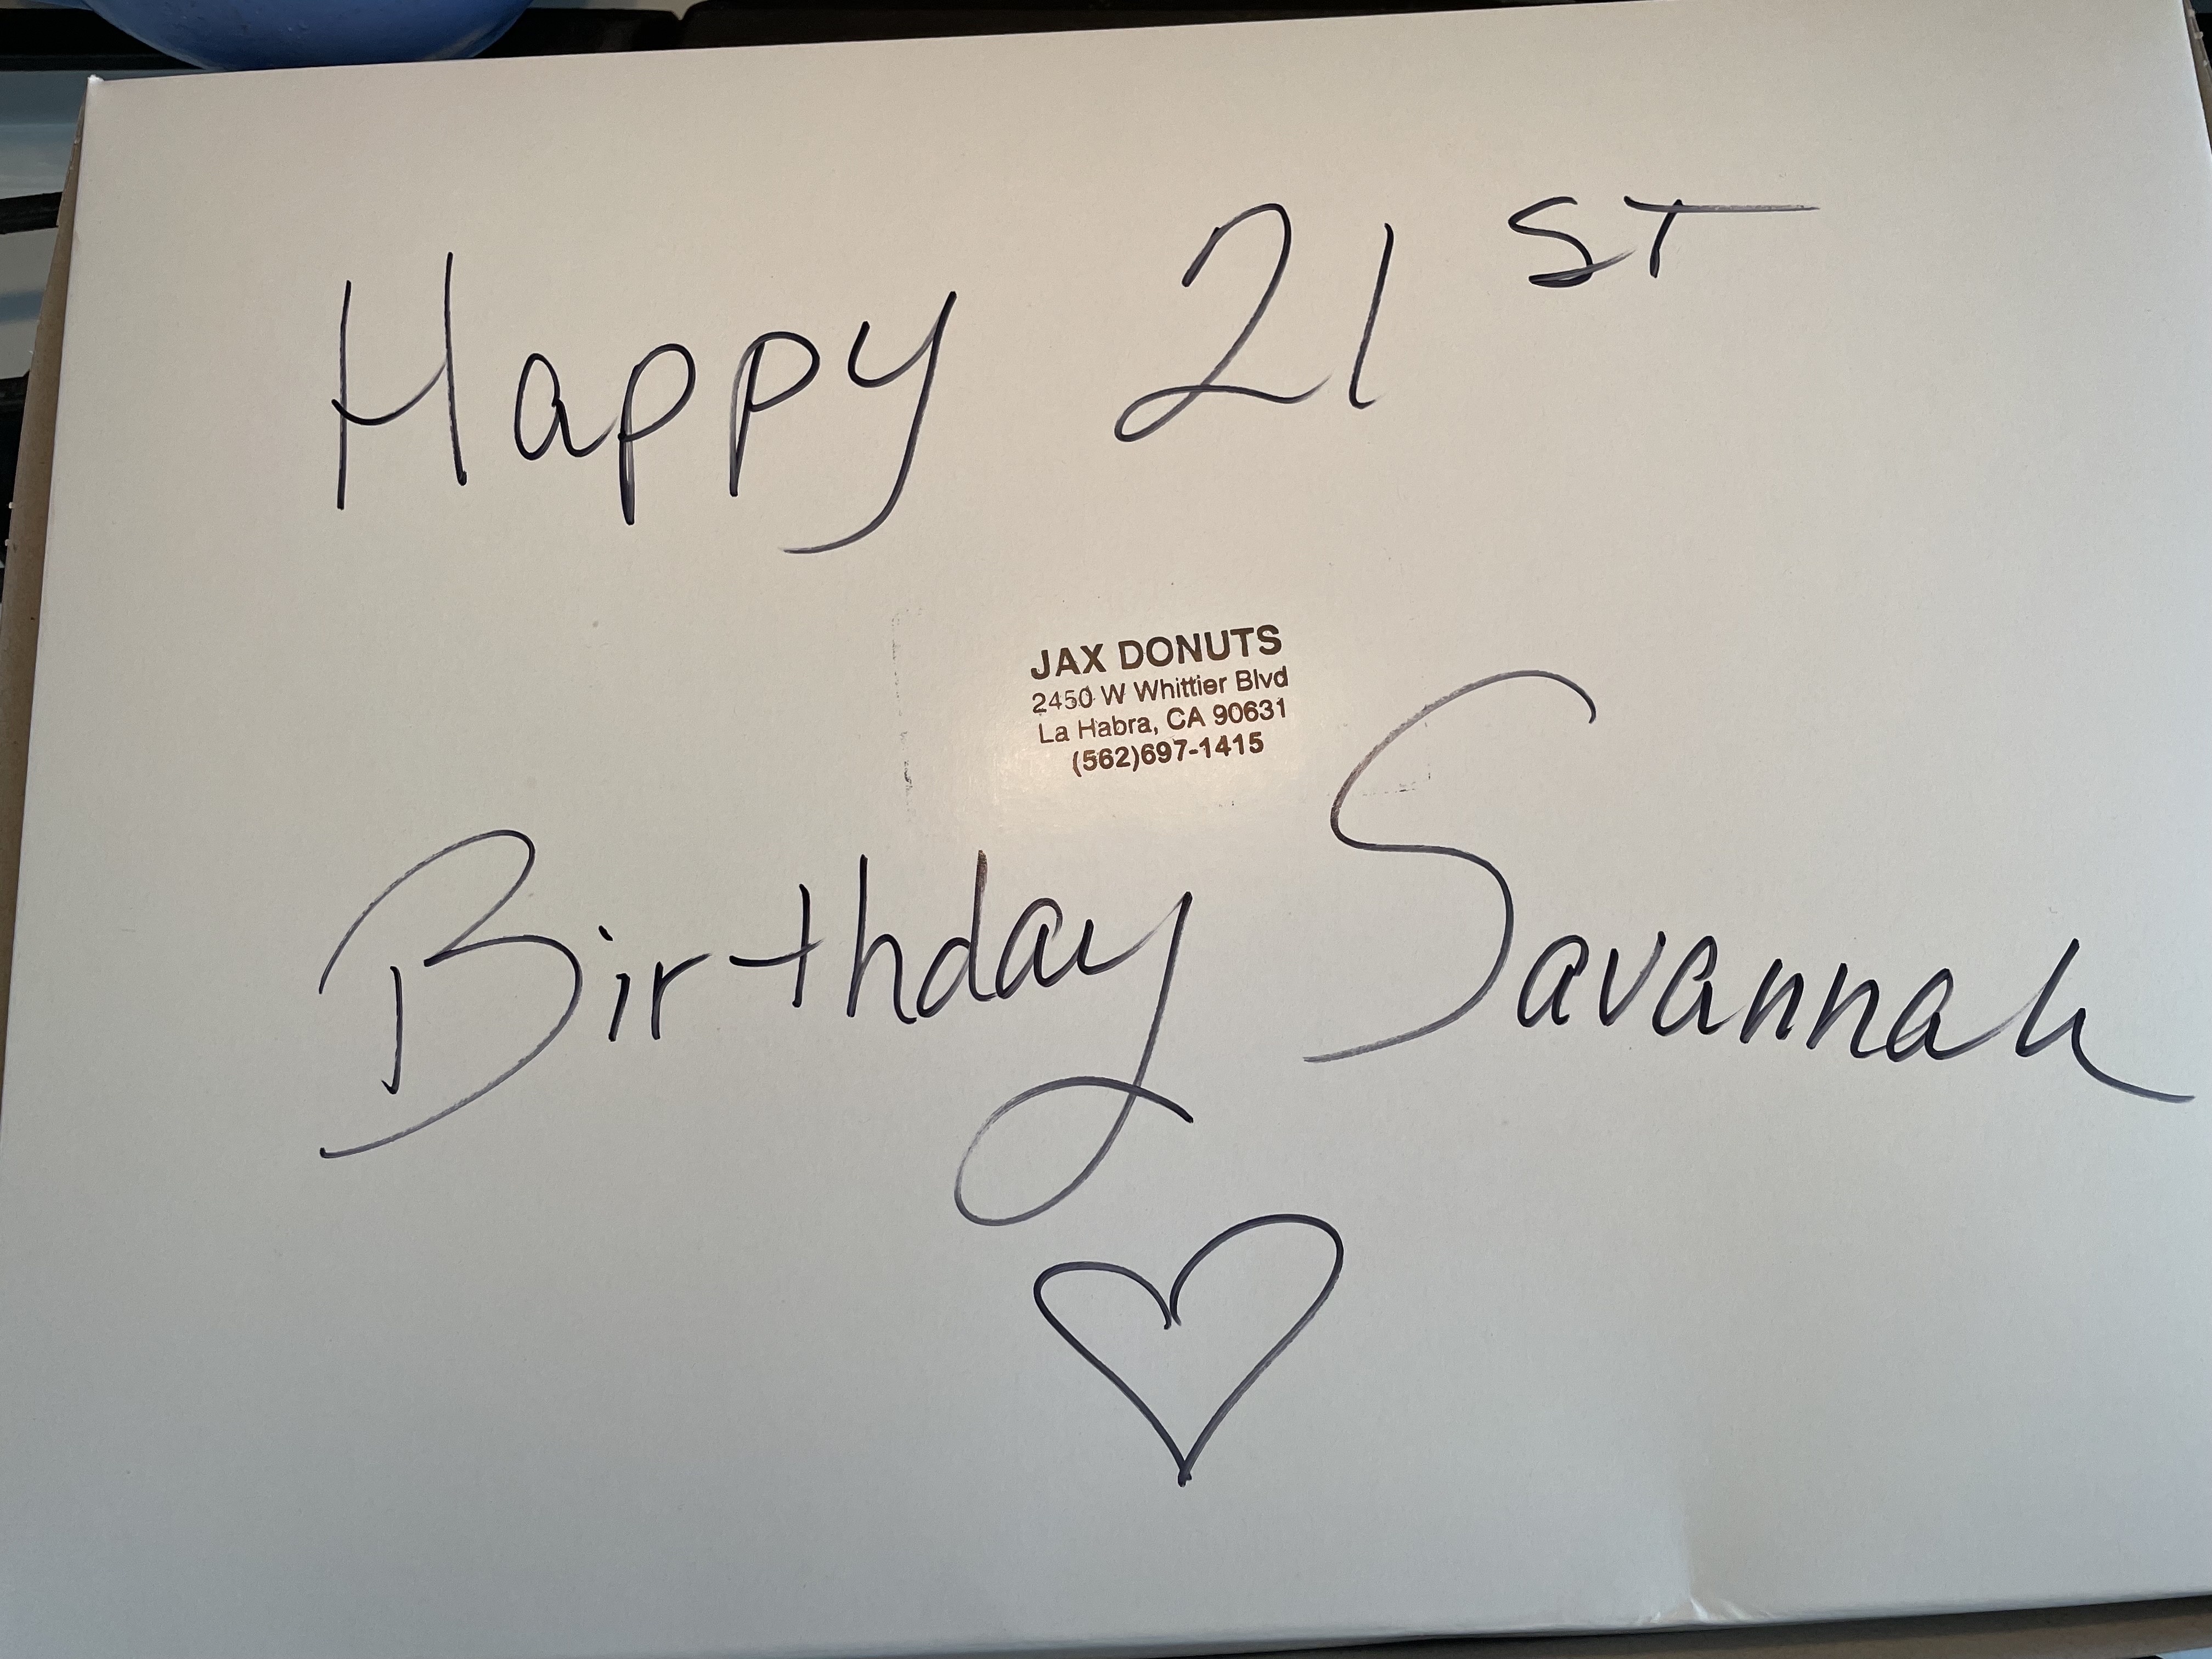 Happy 21ST
JAX DONUTS
2450 W Whittier Blvd
La Habra, CA 90631
(562)697-1415
Birthday Savannah